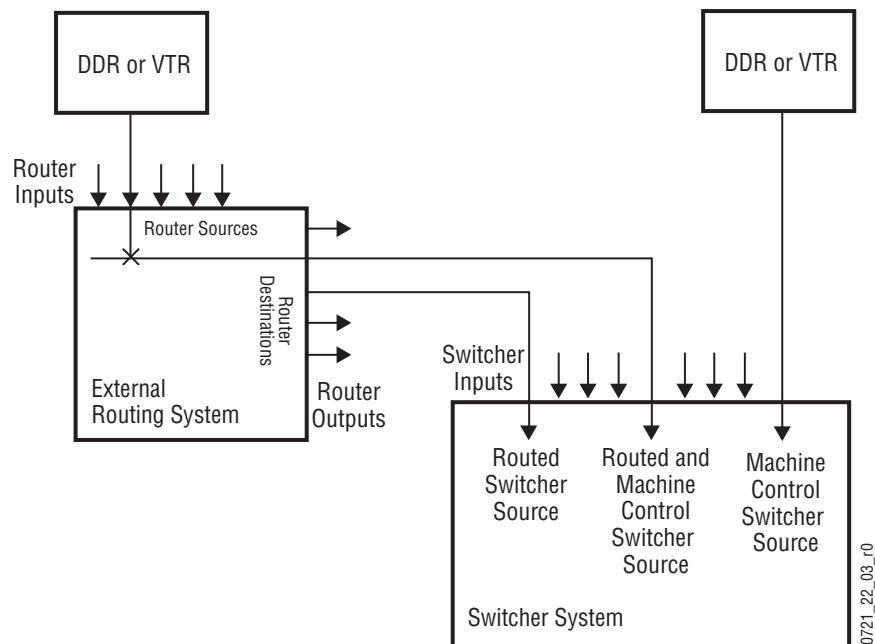 DDR or VTR
DDR or VTR
Router
Inputs
Router Sources
Router
Destinations
External
Routing System
Router
Outputs
Switcher
Inputs
Routed
Switcher
Source
Routed and
Machine
Control
Switcher
Source
Machine
Control
Switcher
Source
Switcher System
0721_22_03_r0